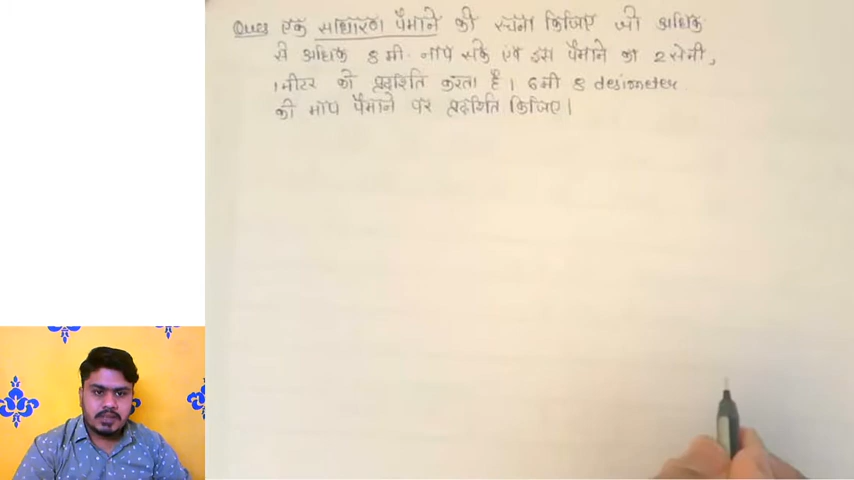 Ques एक साधारण पैमाने की रचना किजिए जो अधिक
से अधिक 8 मी. नाप सके एवं इस पैमाने का 2 सेमी,
1 मीटर को प्रदर्शित करता है। 6 मी 8 desimeter
की माप पैमाने पर प्रदर्शित किजिए।